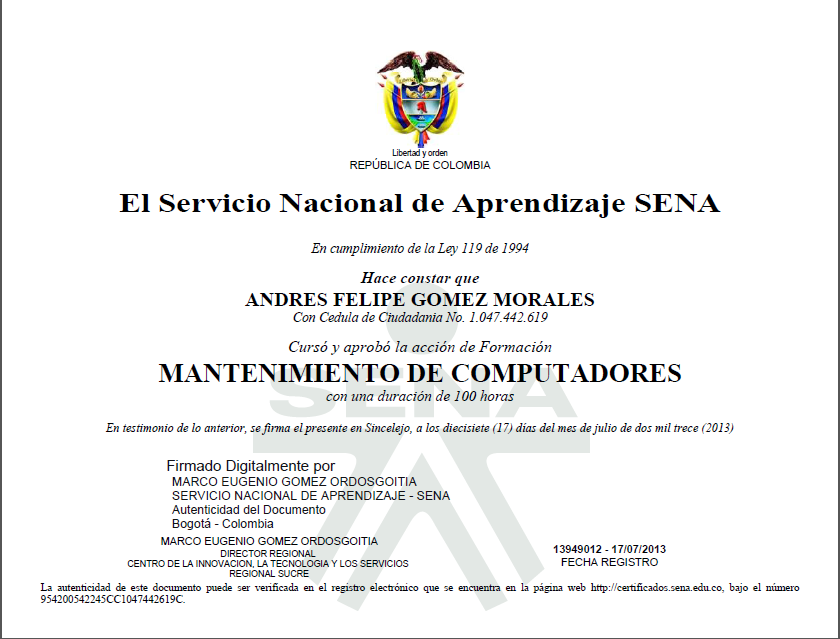 Libertad y orden
REPÚBLICA DE COLOMBIA
El Servicio Nacional de Aprendizaje SENA
En cumplimiento de la Ley 119 de 1994
Hace constar que
ANDRES FELIPE GOMEZ MORALES
Con Cedula de Ciudadania No. 1.047.442.619
Cursó y aprobó la acción de Formación
MANTENIMIENTO DE COMPUTADORES
SENA
con una duración de 100 horas
En testimonio de lo anterior, se firma el presente en Sincelejo, a los diecisiete (17) días del mes de julio de dos mil trece (2013)
Firmado Digitalmente por
MARCO EUGENIO GOMEZ ORDOSGOITIA
SERVICIO NACIONAL DE APRENDIZAJE - SENA
Autenticidad del Documento
Bogotá - Colombia
MARCO EUGENIO GOMEZ ORDOSGOITIA
DIRECTOR REGIONAL
CENTRO DE LA INNOVACION, LA TECNOLOGIA Y LOS SERVICIOS
REGIONAL SUCRE
13949012 - 17/07/2013
FECHA REGISTRO
La autenticidad de este documento puede ser verificada en el registro electrónico que se encuentra en la página web http://certificados.sena.edu.co, bajo el número
954200542245CC1047442619C.